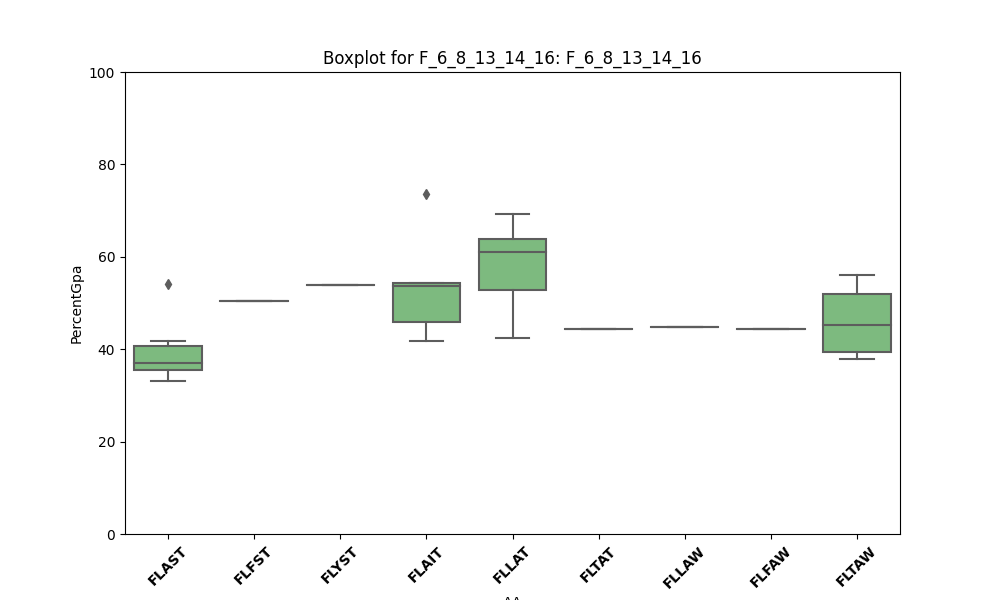 Boxplot for F_6_8_13_14_16: F_6_8_13_14_16
100
80
60
40
20
0
PercentGpa
FLAST
FLFST
FLYST
FLAIT
FLLAT
FLTAT
FLLAW
FLFAW
FLTAW